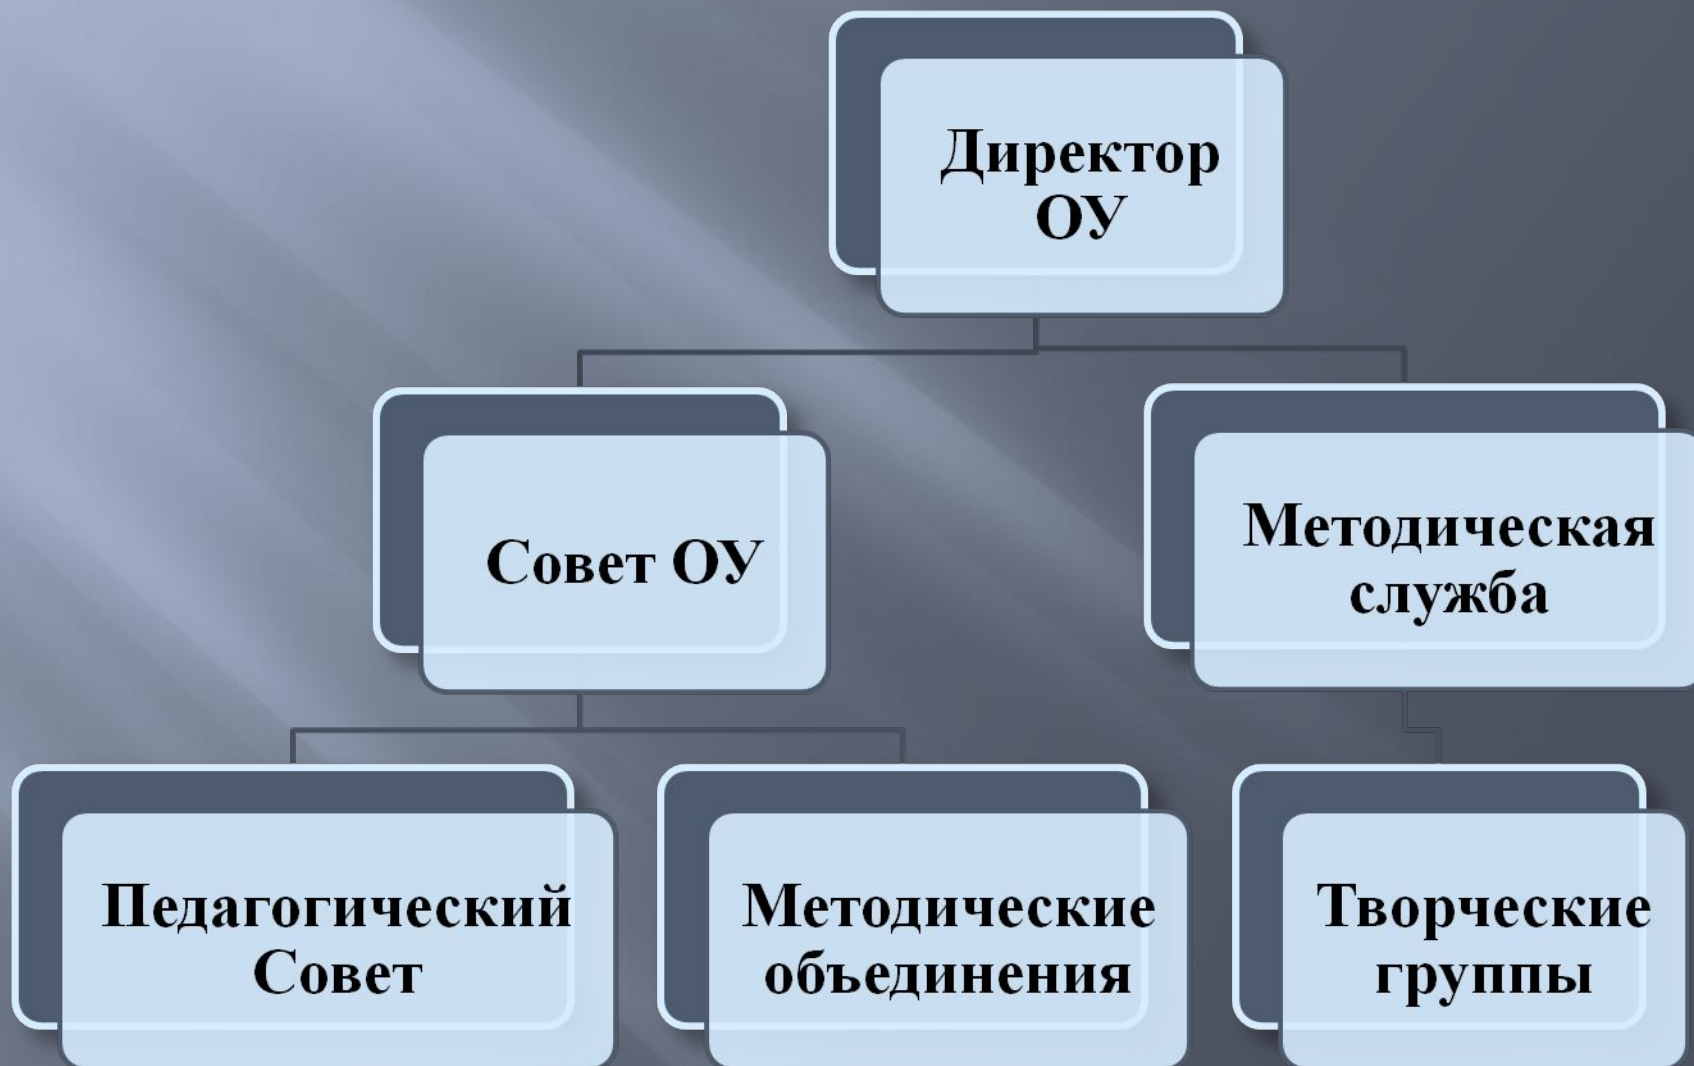 Директор
ОУ
Совет ОУ
Методическая
служба
Педагогический
Совет
Методические
объединения
Творческие
группы